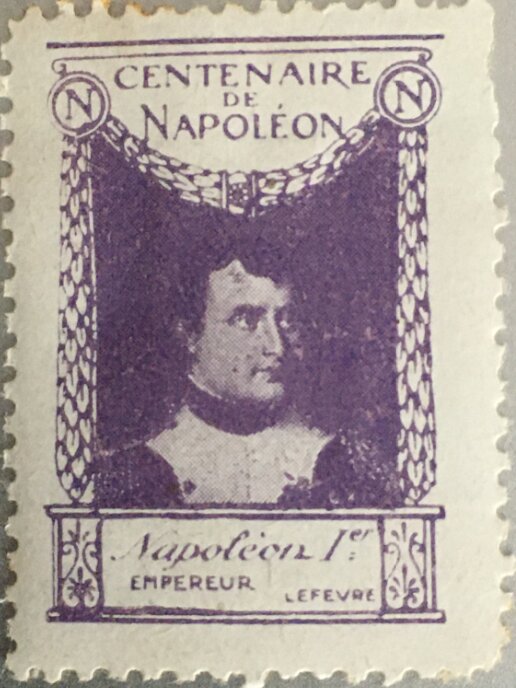 CENTENAIRE
DE
N NAPOLÉON N
Napoléon Ier
EMPEREUR
LEFEVRE